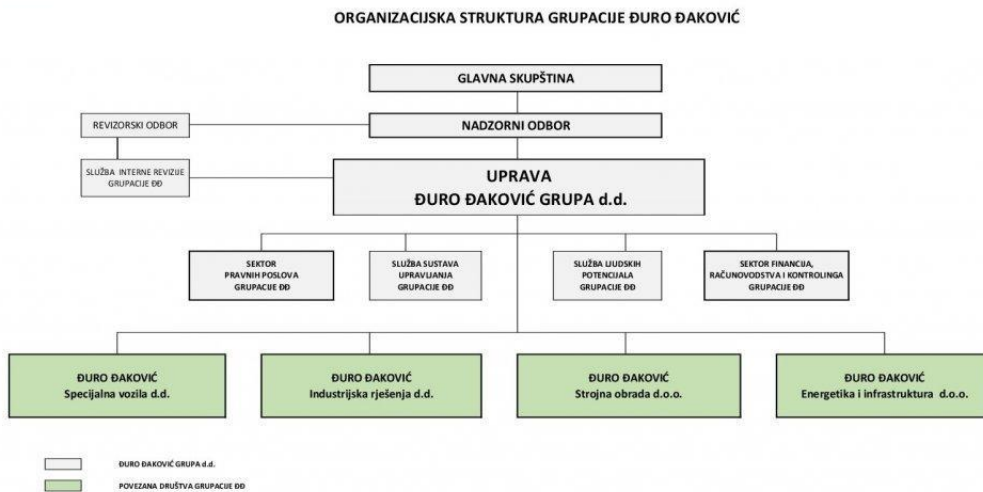 ORGANIZACIJSKA STRUKTURA GRUPACIJE ĐURO ĐAKOVIĆ
GLAVNA SKUPŠTINA
REVIZORSKI ODBOR
NADZORNI ODBOR
SLUŽBA INTERNE REVIZIJE
GRUPACIJE ĐĐ
UPRAVA
ĐURO ĐAKOVIĆ GRUPA d.d.
SEKTOR
PRAVNIH POSLOVA
GRUPACIJE ĐĐ
SLUŽBA SUSTAVA
UPRAVLJANJA
GRUPACIJE ĐĐ
SLUŽBA LJUDSKIH
POTENCIJALA
GRUPACIJE ĐĐ
SEKTOR FINANCIJA,
RAČUNOVODSTVA I KONTROLINGA
GRUPACIJE ĐĐ
ĐURO ĐAKOVIĆ
Specijalna vozila d.d.
ĐURO ĐAKOVIĆ
Industrijska rješenja d.d.
ĐURO ĐAKOVIĆ
Strojna obrada d.o.o.
ĐURO ĐAKOVIĆ
Energetika i infrastruktura d.o.o.
ĐURO ĐAKOVIĆ GRUPA d.d.
POVEZANA DRUŠTVA GRUPACIJE ĐĐ